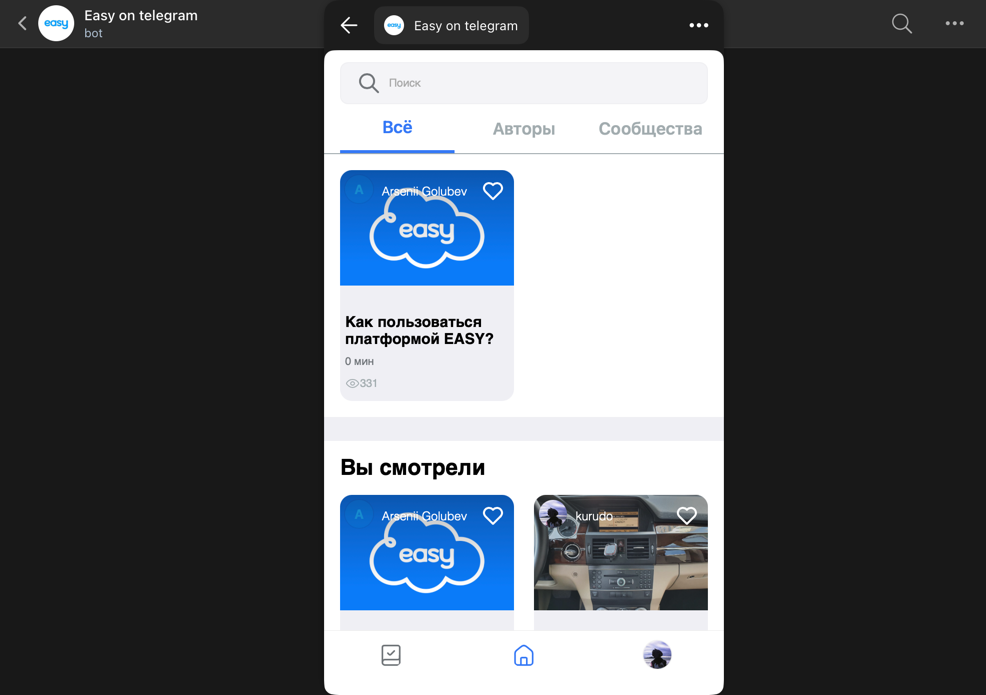 Easy on telegram
bot
easy
Easy on telegram
easy
Поиск
Всё
Авторы
Сообщества
A
Arsenii Golubev
easy
Как пользоваться
платформой EASY?
0 мин
331
Вы смотрели
A
Arsenii Golubev
easy
kurudo